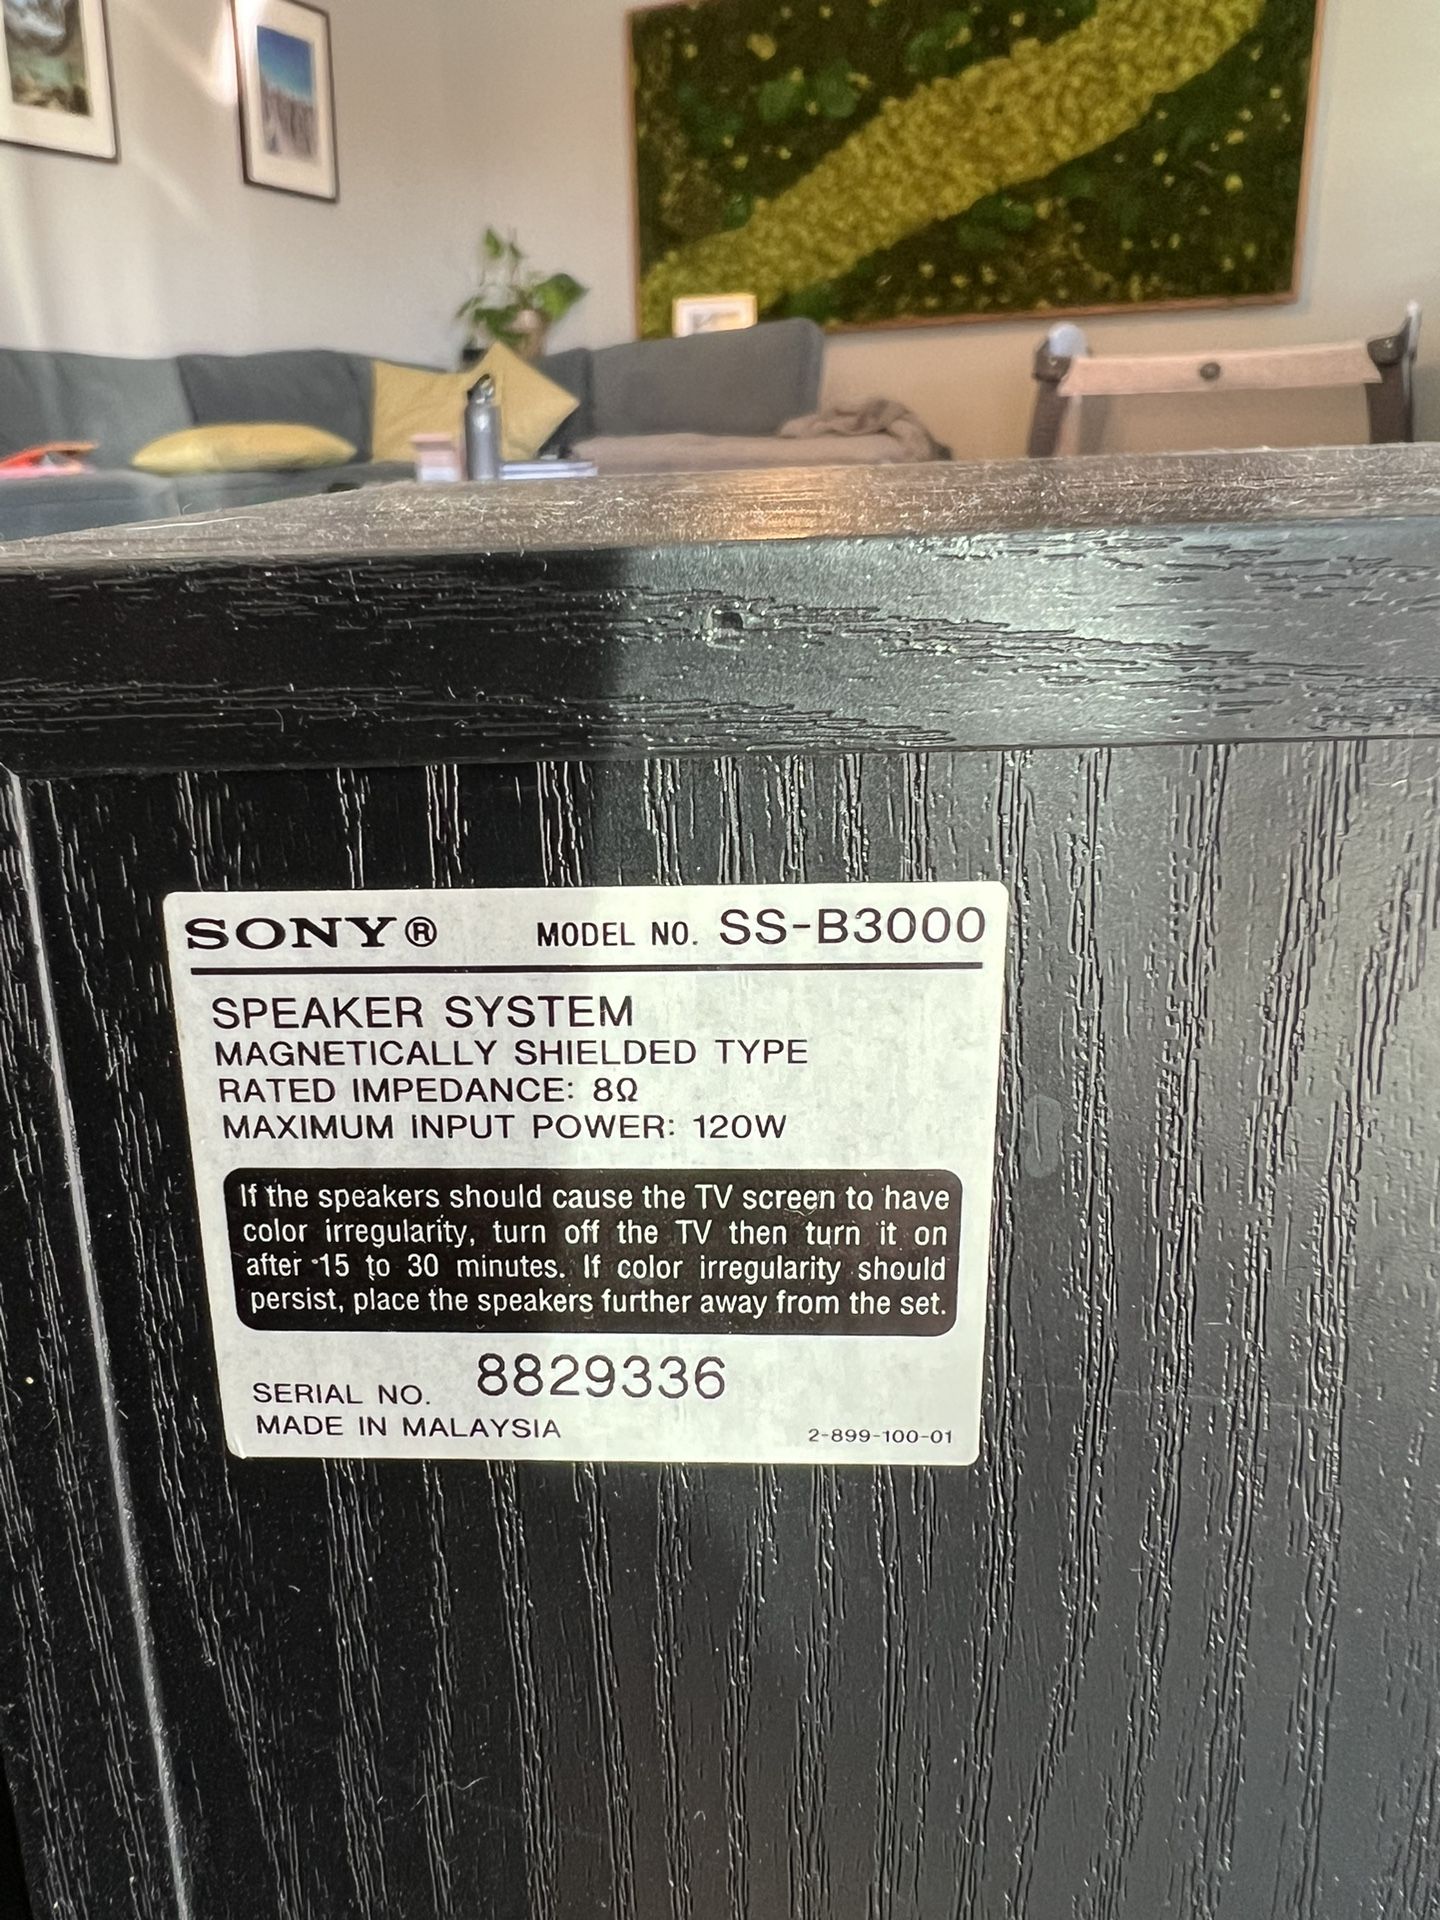 SONY® MODEL NO. SS-B3000
SPEAKER SYSTEM
MAGNETICALLY SHIELDED TYPE
RATED IMPEDANCE: 8Ω
MAXIMUM INPUT POWER: 120W
If the speakers should cause the TV screen to have
color irregularity, turn off the TV then turn it on
after 15 to 30 minutes. If color irregularity should
persist, place the speakers further away from the set.
SERIAL NO. 8829336
MADE IN MALAYSIA 2-899-100-01